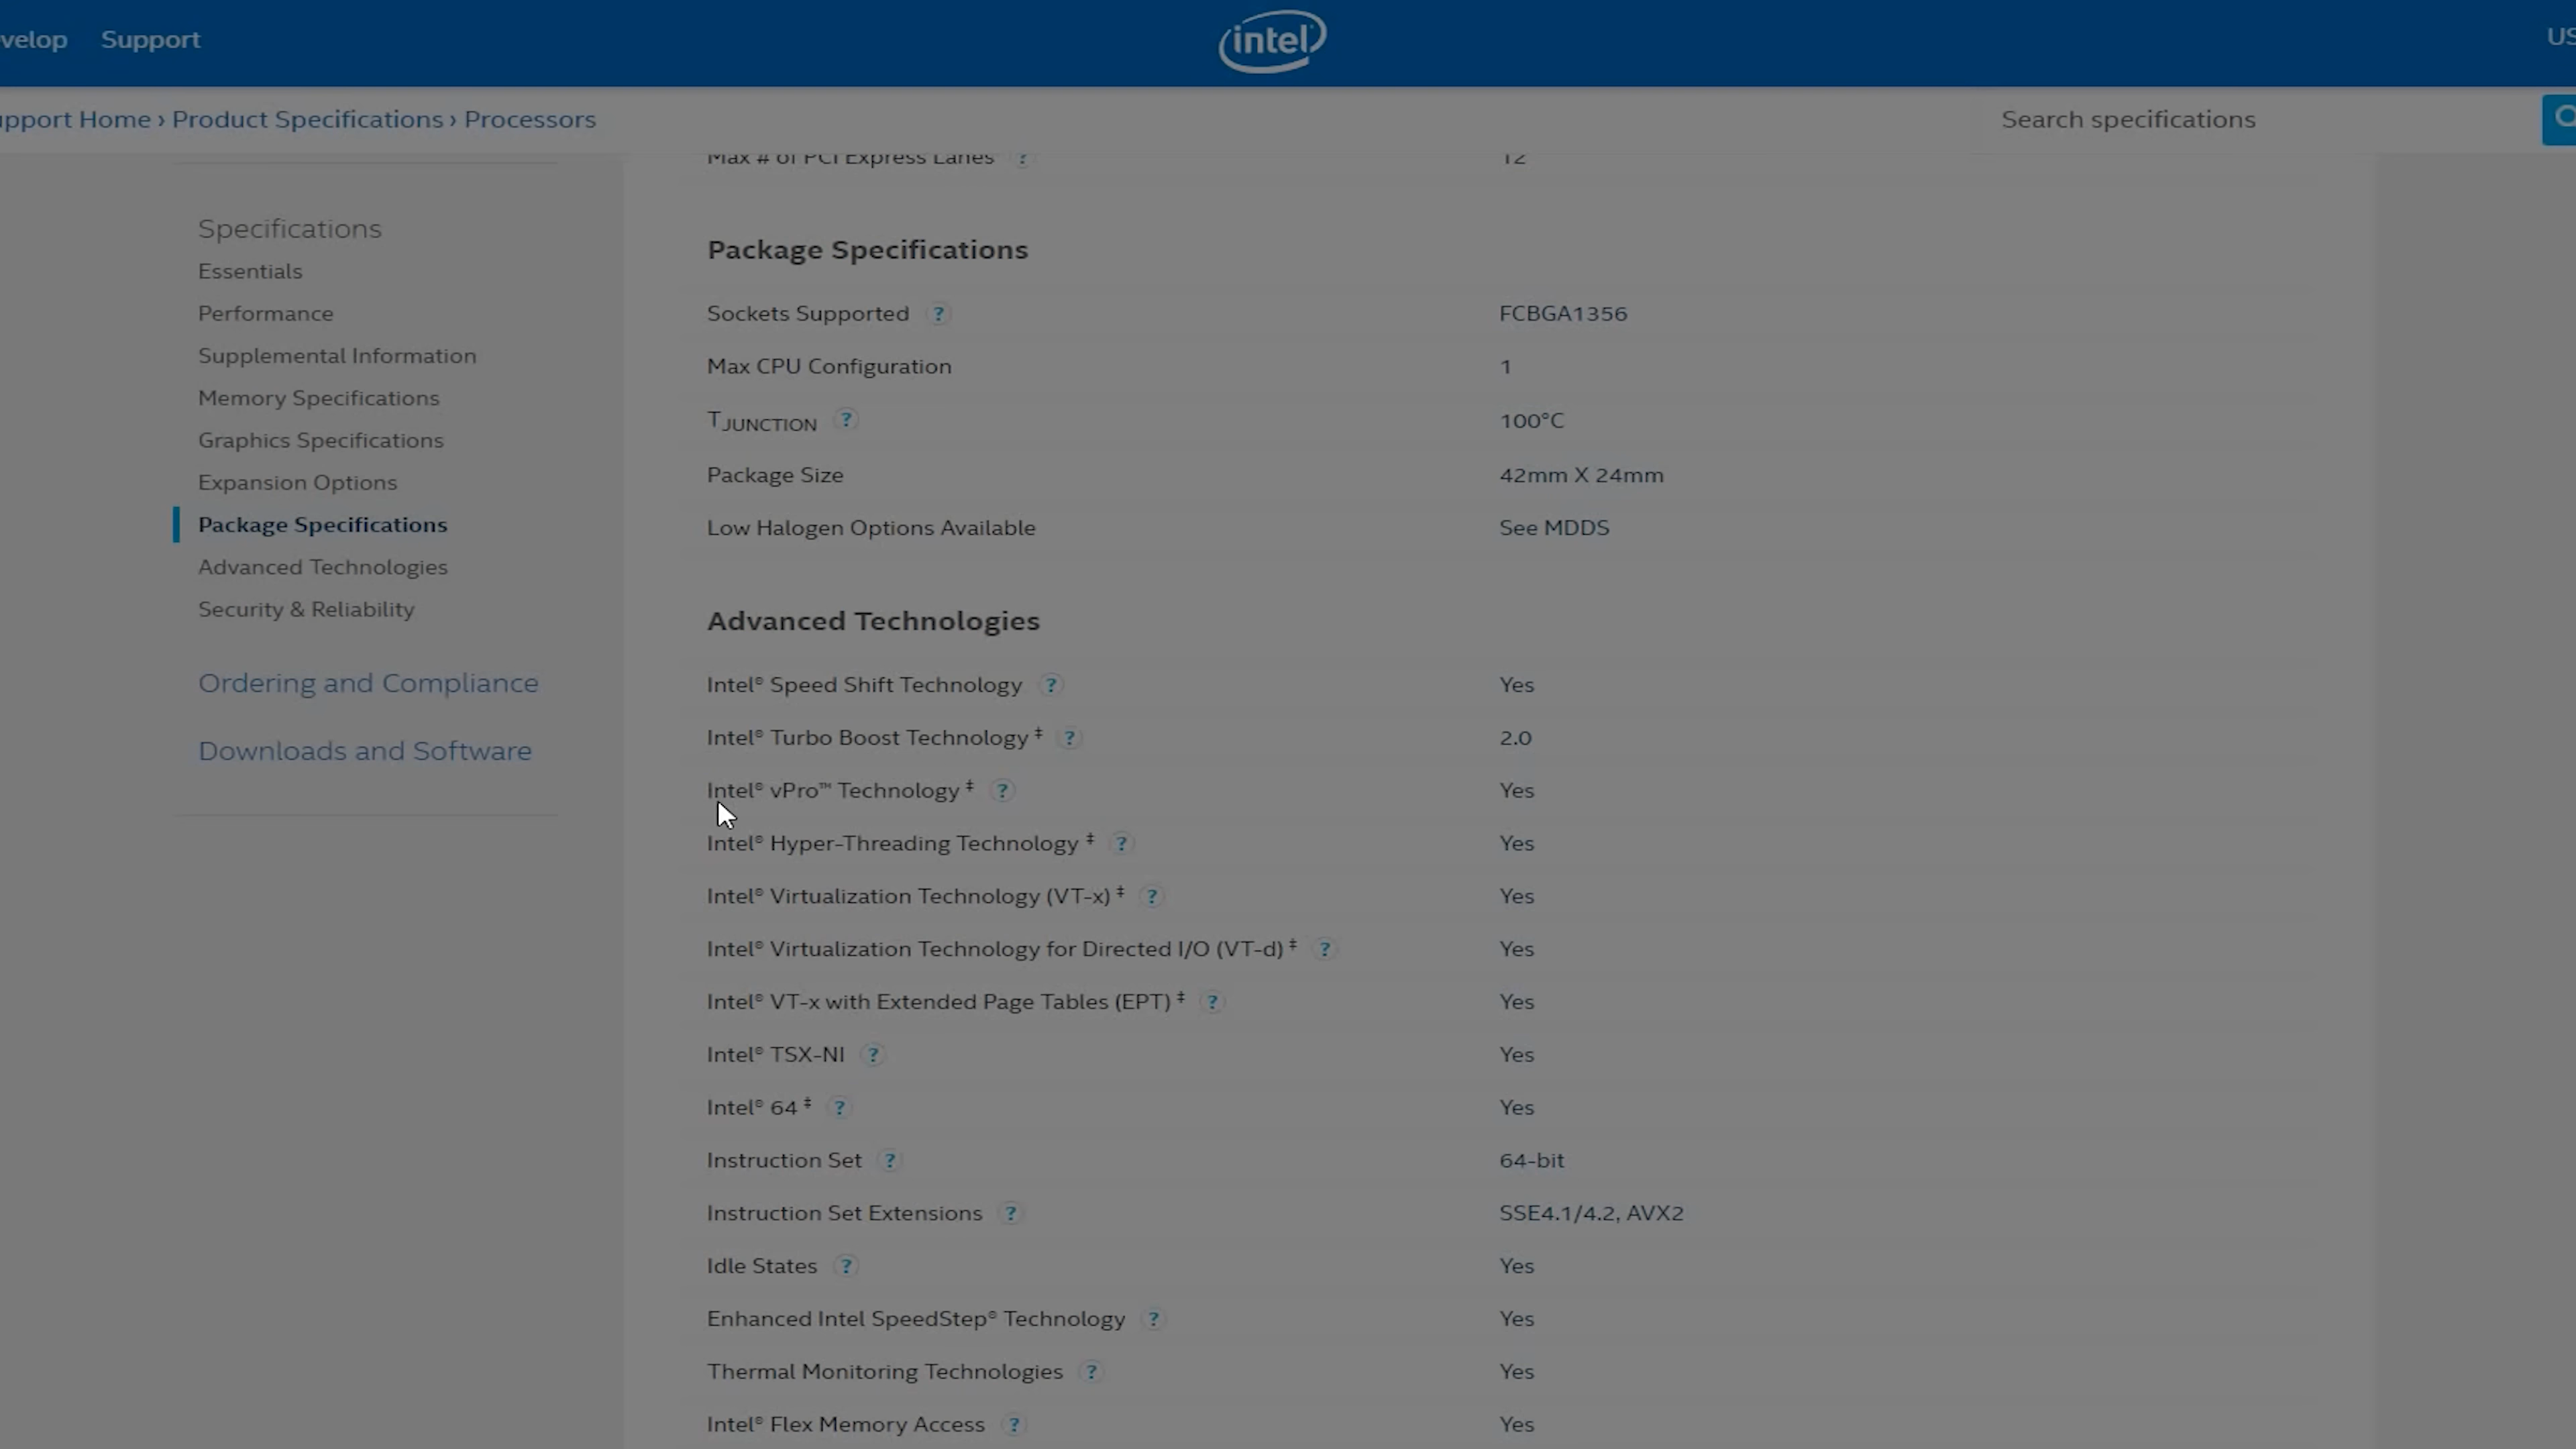 velop Support
intel
US
pport Home › Product Specifications › Processors
Search specifications
Max # of PCI Express Lanes ? 12
Specifications
Essentials
Performance
Supplemental Information
Memory Specifications
Graphics Specifications
Expansion Options
Package Specifications
Advanced Technologies
Security & Reliability
Ordering and Compliance
Downloads and Software
Package Specifications
Sockets Supported ? FCBGA1356
Max CPU Configuration 1
TJUNCTION ? 100°C
Package Size 42mm X 24mm
Low Halogen Options Available See MDDS
Advanced Technologies
Intel® Speed Shift Technology ? Yes
Intel® Turbo Boost Technology ‡ ? 2.0
Intel® vPro™ Technology ‡ ? Yes
Intel® Hyper-Threading Technology ‡ ? Yes
Intel® Virtualization Technology (VT-x) ‡ ? Yes
Intel® Virtualization Technology for Directed I/O (VT-d) ‡ ? Yes
Intel® VT-x with Extended Page Tables (EPT) ‡ ? Yes
Intel® TSX-NI ? Yes
Intel® 64 ‡ ? Yes
Instruction Set ? 64-bit
Instruction Set Extensions ? SSE4.1/4.2, AVX2
Idle States ? Yes
Enhanced Intel SpeedStep® Technology ? Yes
Thermal Monitoring Technologies ? Yes
Intel® Flex Memory Access ? Yes